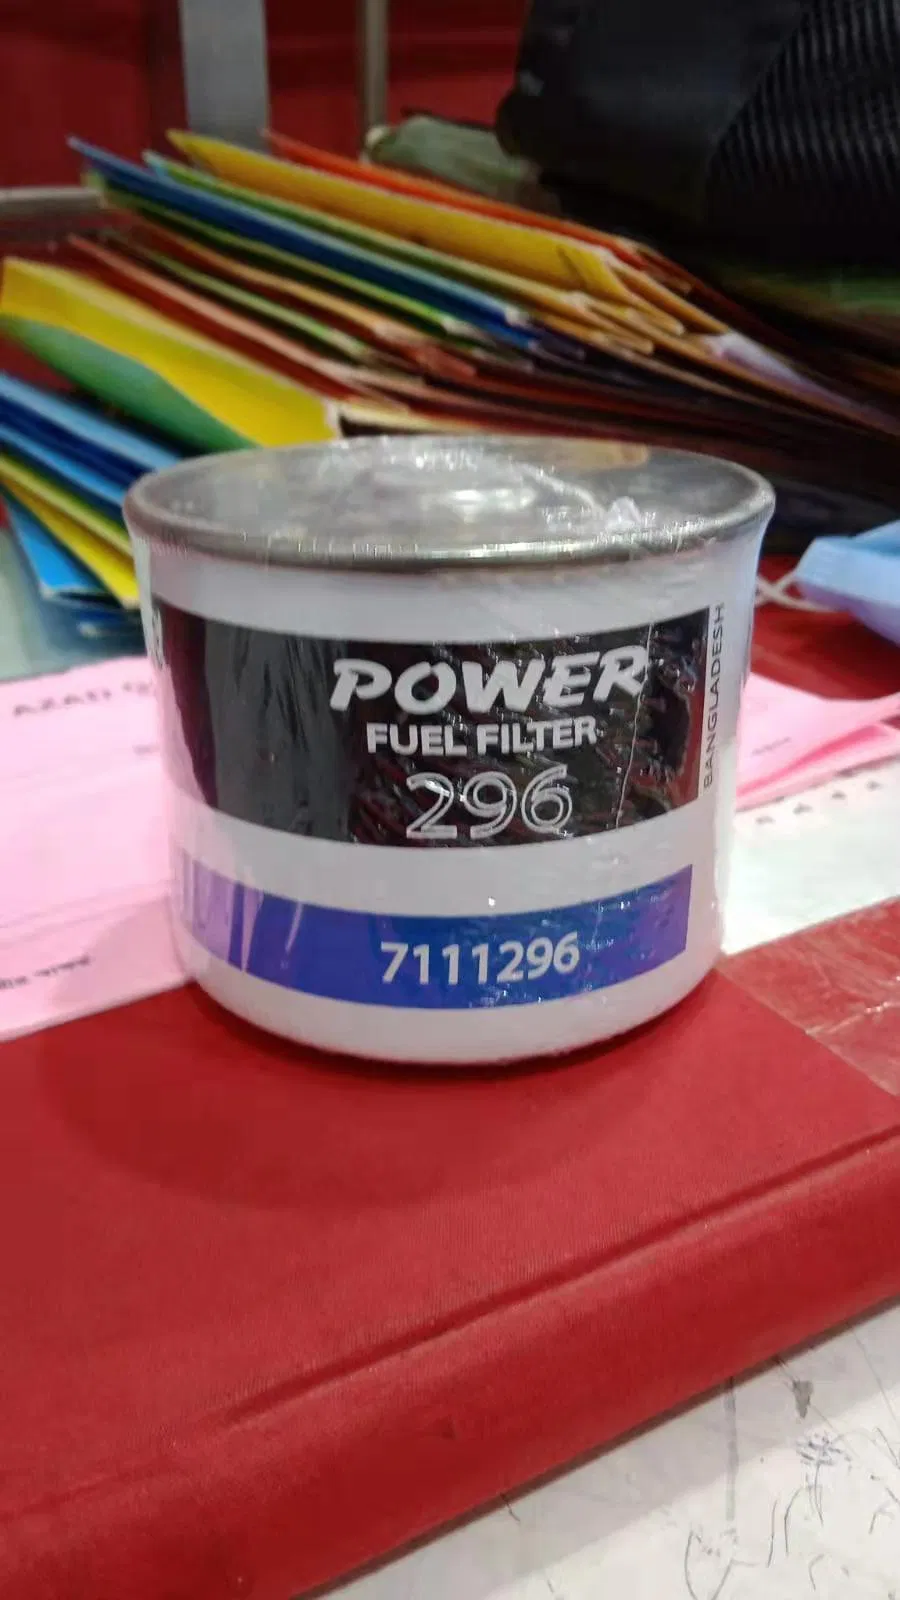 POWER
FUEL FILTER
296
BANGLADESH
7111296